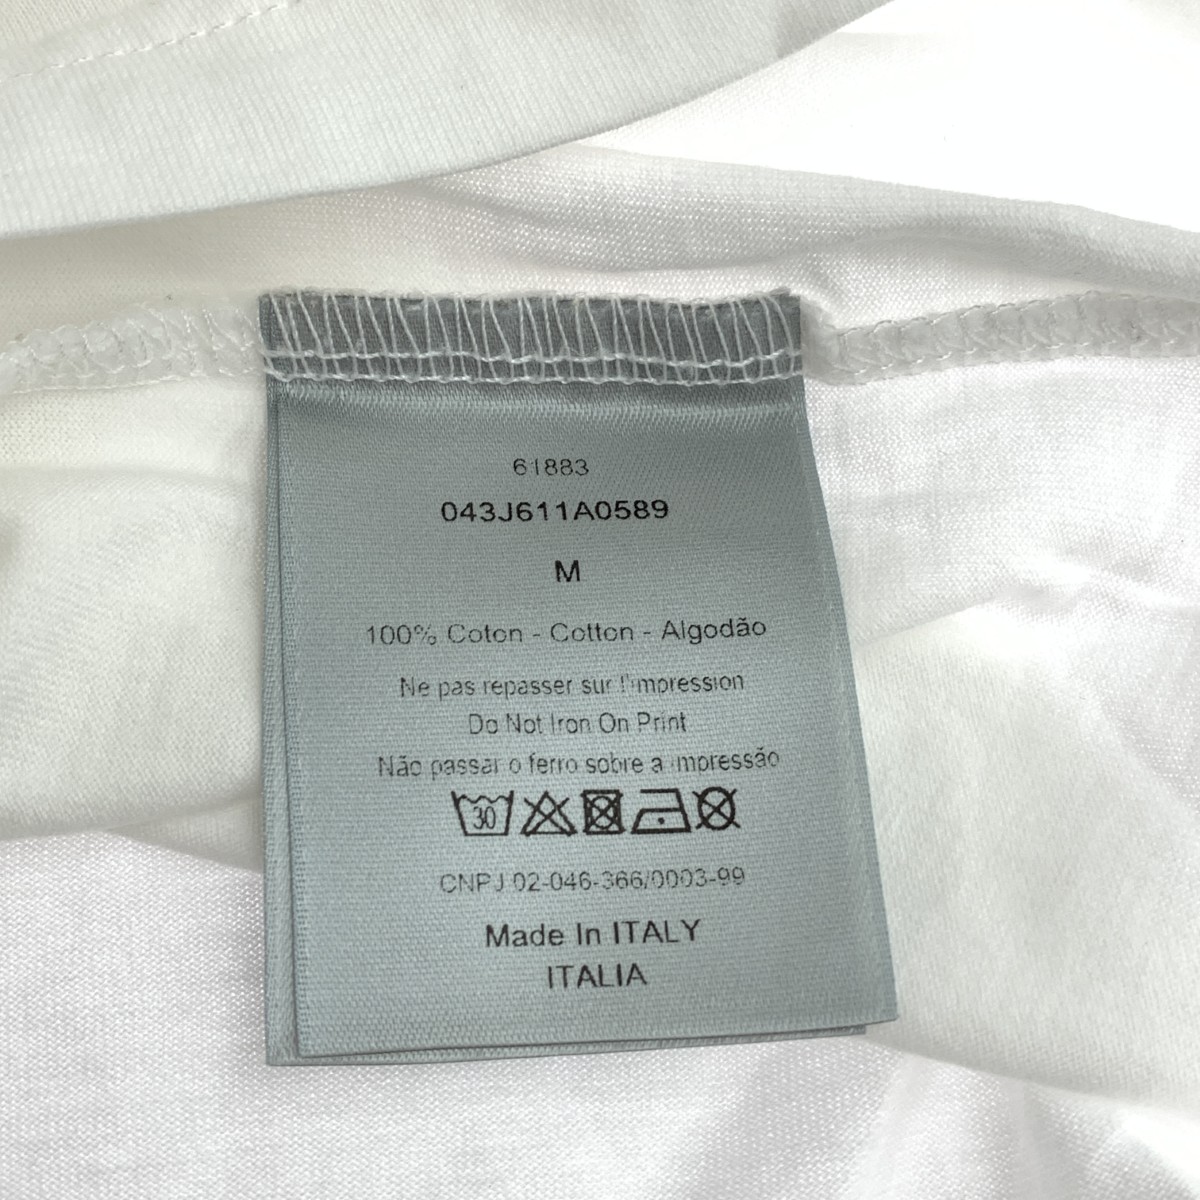 61883
043J611A0589
M
100% Coton - Cotton - Algodão
Ne pas repasser sur l'impression
Do Not Iron On Print
Não passar o ferro sobre a impressão
30
CNPJ 02-046-366/0003-99
Made In ITALY
ITALIA